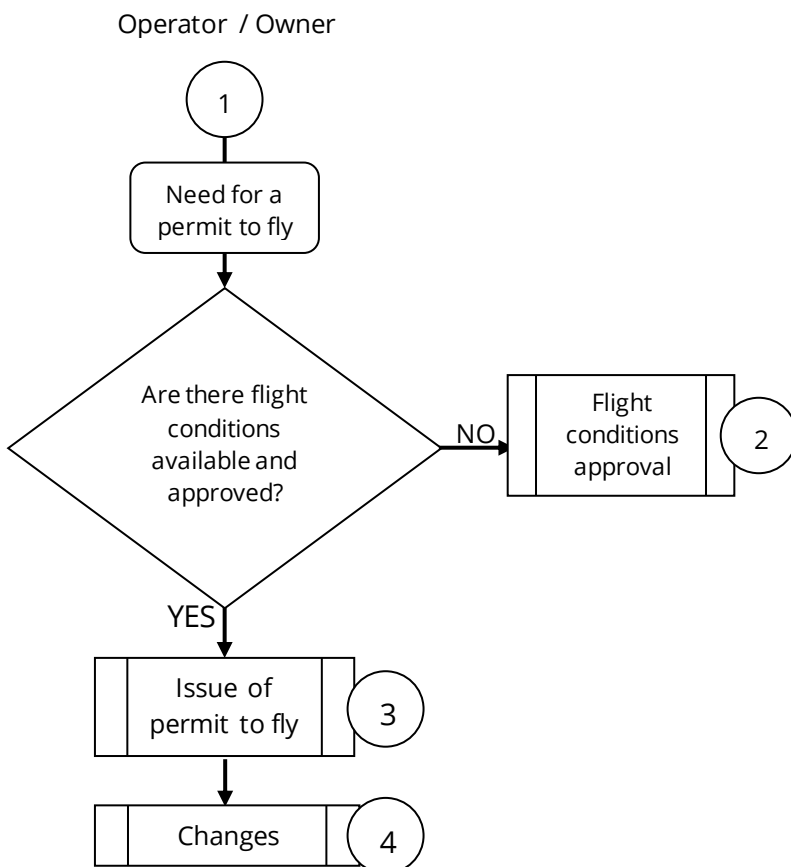 Operator / Owner
1
Need for a
permit to fly
Are there flight
conditions
available and
approved?
NO
Flight
conditions
approval
2
YES
Issue of
permit to fly
3
Changes
4